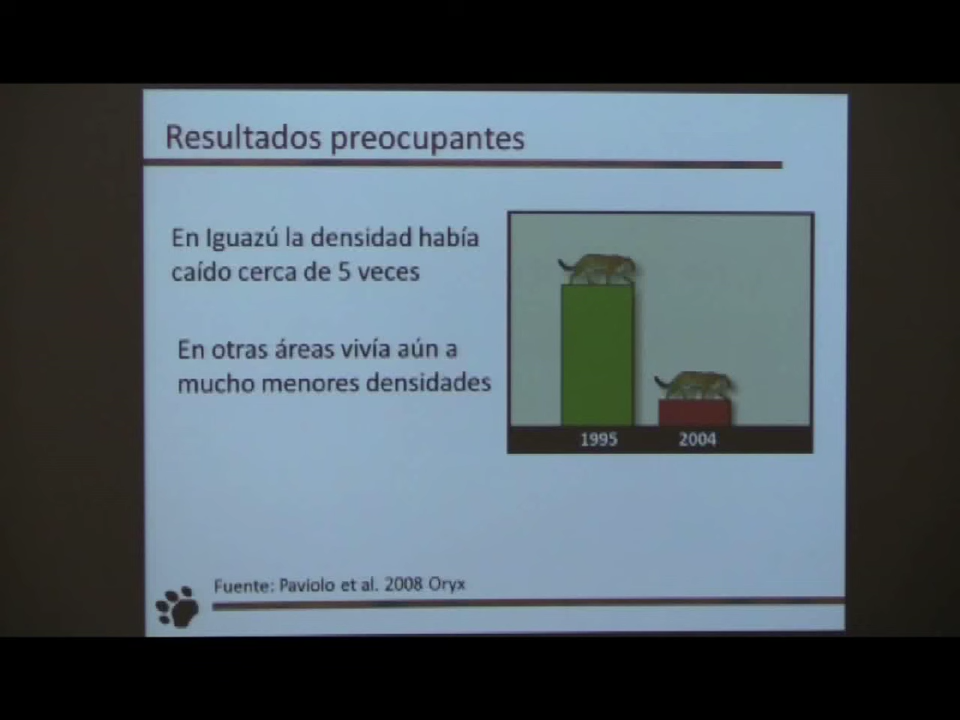 Resultados preocupantes
En Iguazú la densidad había
caído cerca de 5 veces
En otras áreas vivía aún a
mucho menores densidades
1995 2004
Fuente: Paviolo et al. 2008 Oryx